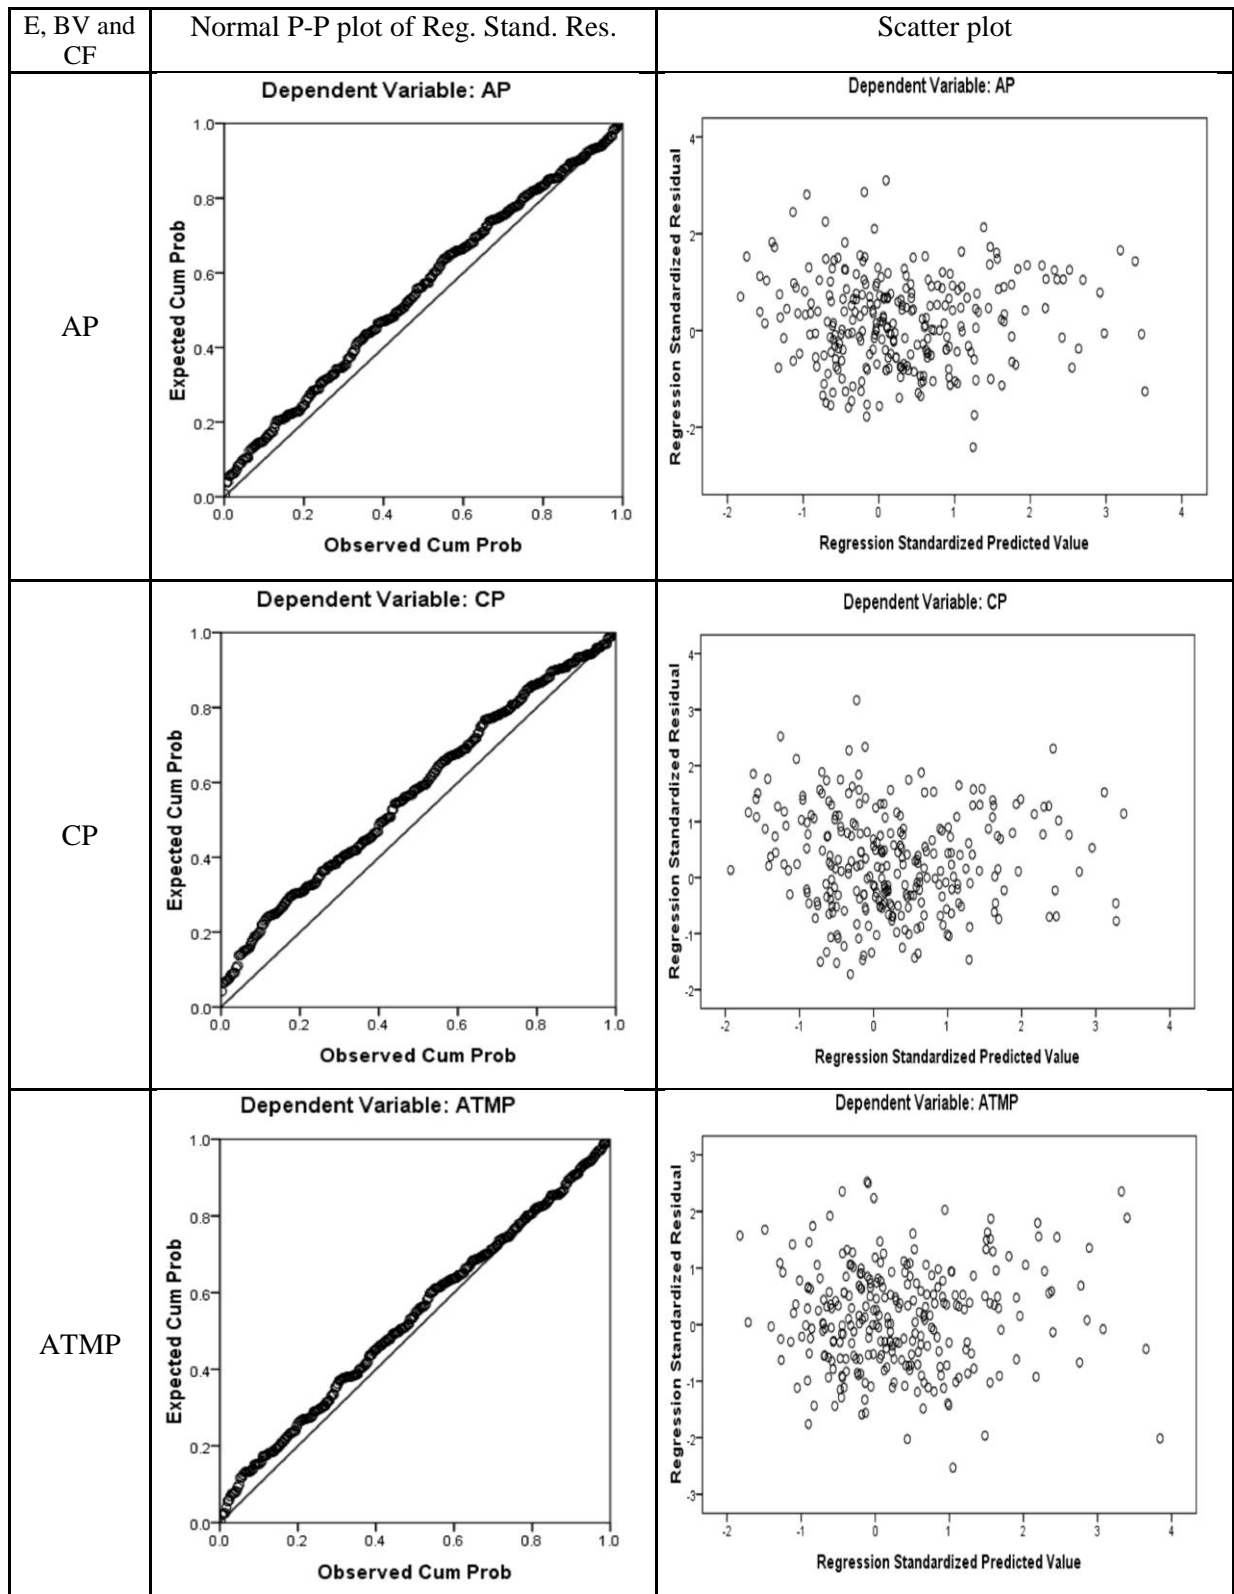 E, BV and
CF
Normal P-P plot of Reg. Stand. Res.
Scatter plot
AP
Dependent Variable: AP
Expected Cum Prob
1.0
0.8
0.6
0.4
0.2
0.0
0.0 0.2 0.4 0.6 0.8 1.0
Observed Cum Prob
Dependent Variable: AP
Regression Standardized Residual
4
2
0
-2
-2 -1 0 1 2 3 4
Regression Standardized Predicted Value
CP
Dependent Variable: CP
Expected Cum Prob
1.0
0.8
0.6
0.4
0.2
0.0
0.0 0.2 0.4 0.6 0.8 1.0
Observed Cum Prob
Dependent Variable: CP
Regression Standardized Residual
4
3
2
1
0
-1
-2
-2 -1 0 1 2 3 4
Regression Standardized Predicted Value
ATMP
Dependent Variable: ATMP
Expected Cum Prob
1.0
0.8
0.6
0.4
0.2
0.0
0.0 0.2 0.4 0.6 0.8 1.0
Observed Cum Prob
Dependent Variable: ATMP
Regression Standardized Residual
3
2
1
0
-1
-2
-3
-2 -1 0 1 2 3 4
Regression Standardized Predicted Value